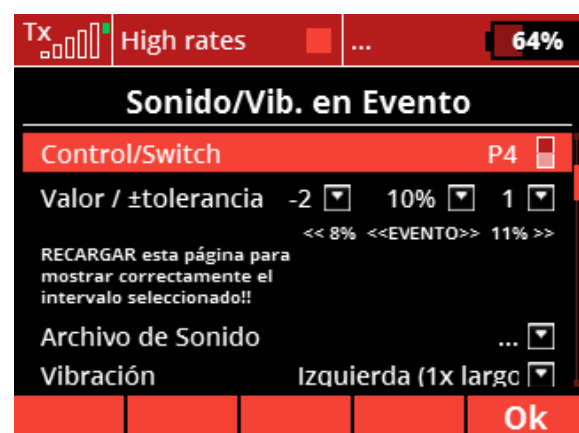 Tx High rates ... 64%
Sonido/Vib. en Evento
Control/Switch P4
Valor / ±tolerancia -2 10% 1
<< 8% <<EVENTO>> 11% >>
RECARGAR esta página para
mostrar correctamente el
intervalo seleccionado!!
Archivo de Sonido ...
Vibración Izquierda (1x largo
Ok